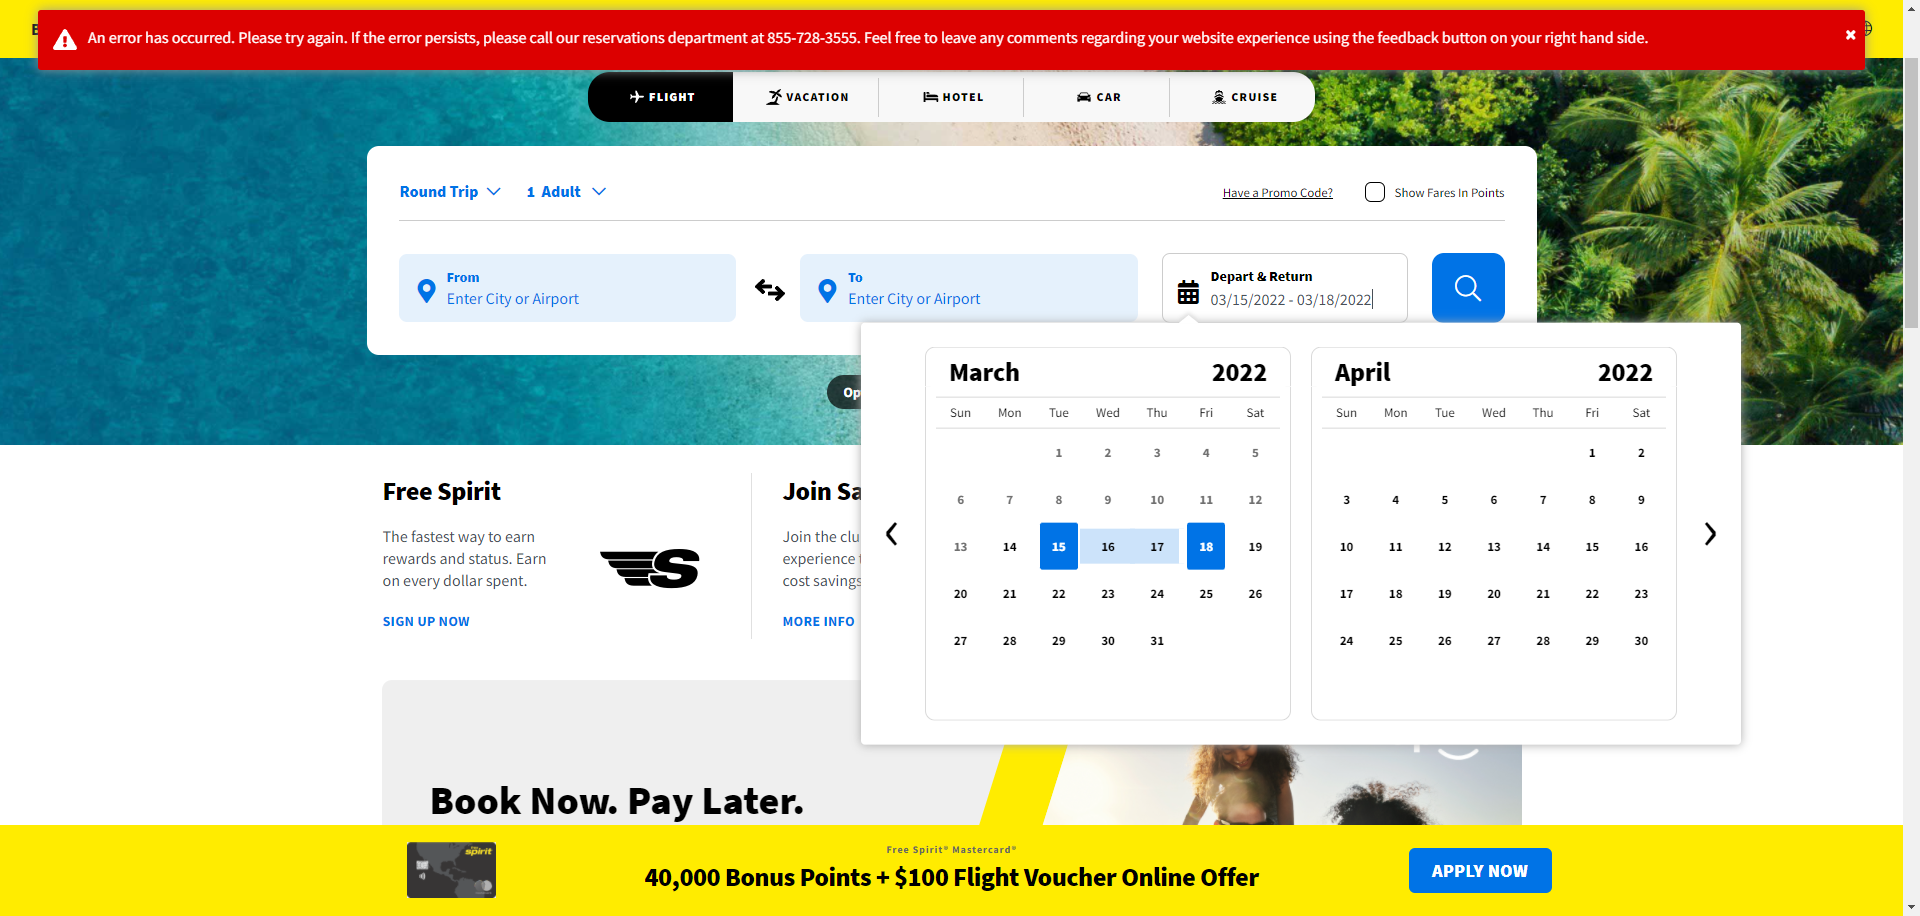 An error has occurred. Please try again. If the error persists, please call our reservations department at 855-728-3555. Feel free to leave any comments regarding your website experience using the feedback button on your right hand side.
FLIGHT
VACATION
HOTEL
CAR
CRUISE
Round Trip
1 Adult
Have a Promo Code?
Show Fares In Points
From
Enter City or Airport
To
Enter City or Airport
Depart & Return
03/15/2022 - 03/18/2022
Op
March 2022
Sun Mon Tue Wed Thu Fri Sat
1 2 3 4 5
6 7 8 9 10 11 12
13 14 15 16 17 18 19
20 21 22 23 24 25 26
27 28 29 30 31
April 2022
Sun Mon Tue Wed Thu Fri Sat
1 2
3 4 5 6 7 8 9
10 11 12 13 14 15 16
17 18 19 20 21 22 23
24 25 26 27 28 29 30
Free Spirit
The fastest way to earn
rewards and status. Earn
on every dollar spent.
SIGN UP NOW
Join Sa
Join the clu
experience
cost savings
MORE INFO
Book Now. Pay Later.
spirit
Free Spirit® Mastercard®
40,000 Bonus Points + $100 Flight Voucher Online Offer
APPLY NOW